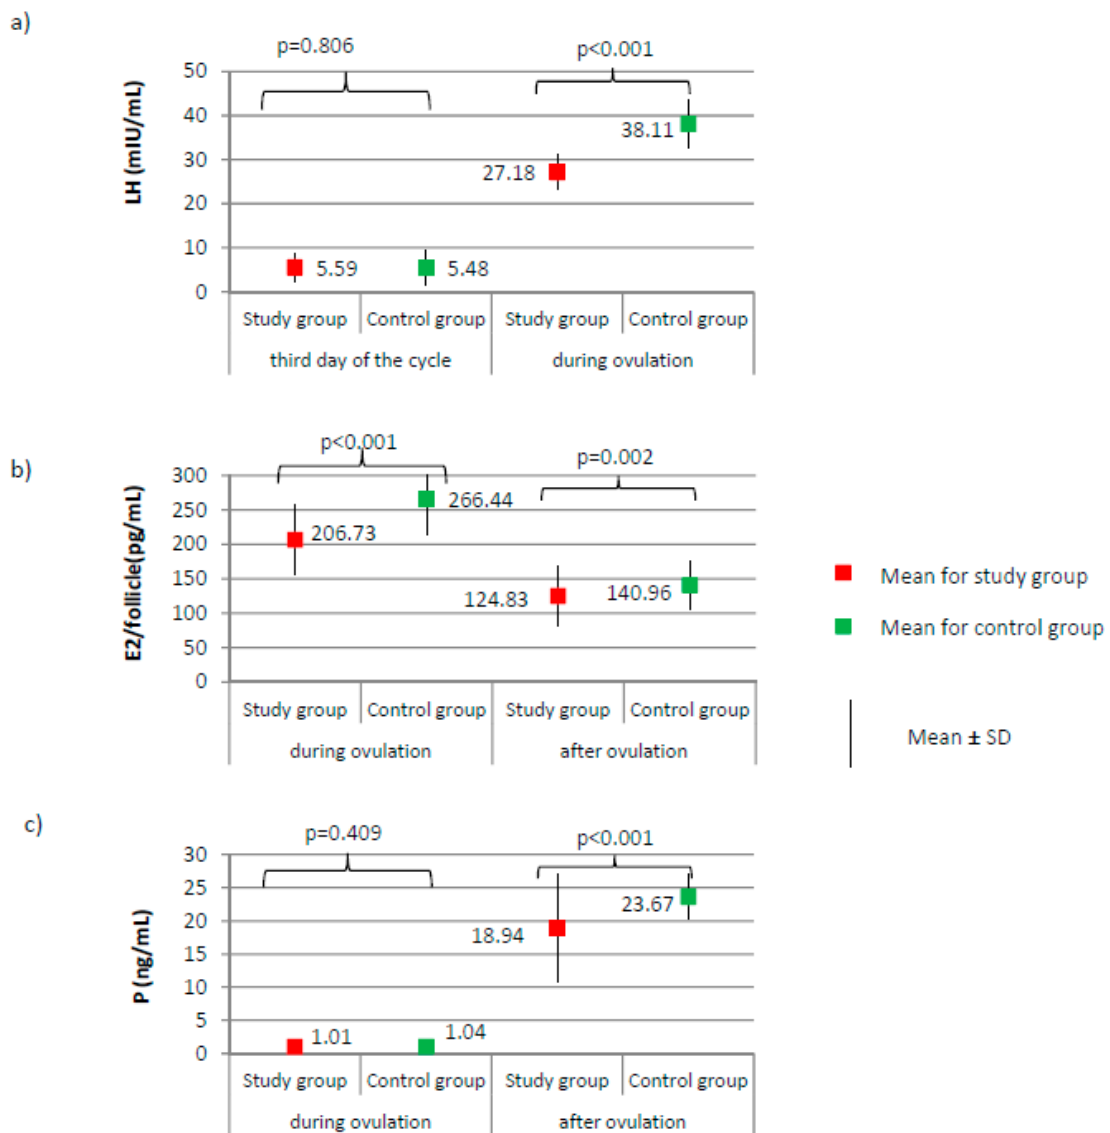 a)
p=0.806
p<0.001
LH (mIU/mL)
50
40
30
20
10
0
38.11
27.18
5.59
5.48
Study group Control group Study group Control group
third day of the cycle during ovulation
b)
p<0.001
p=0.002
E2/follicle(pg/mL)
300
250
200
150
100
50
0
266.44
206.73
124.83
140.96
Study group Control group Study group Control group
during ovulation after ovulation
Mean for study group
Mean for control group
Mean ± SD
c)
p=0.409
p<0.001
P (ng/mL)
30
25
20
15
10
5
0
23.67
18.94
1.01
1.04
Study group Control group Study group Control group
during ovulation after ovulation